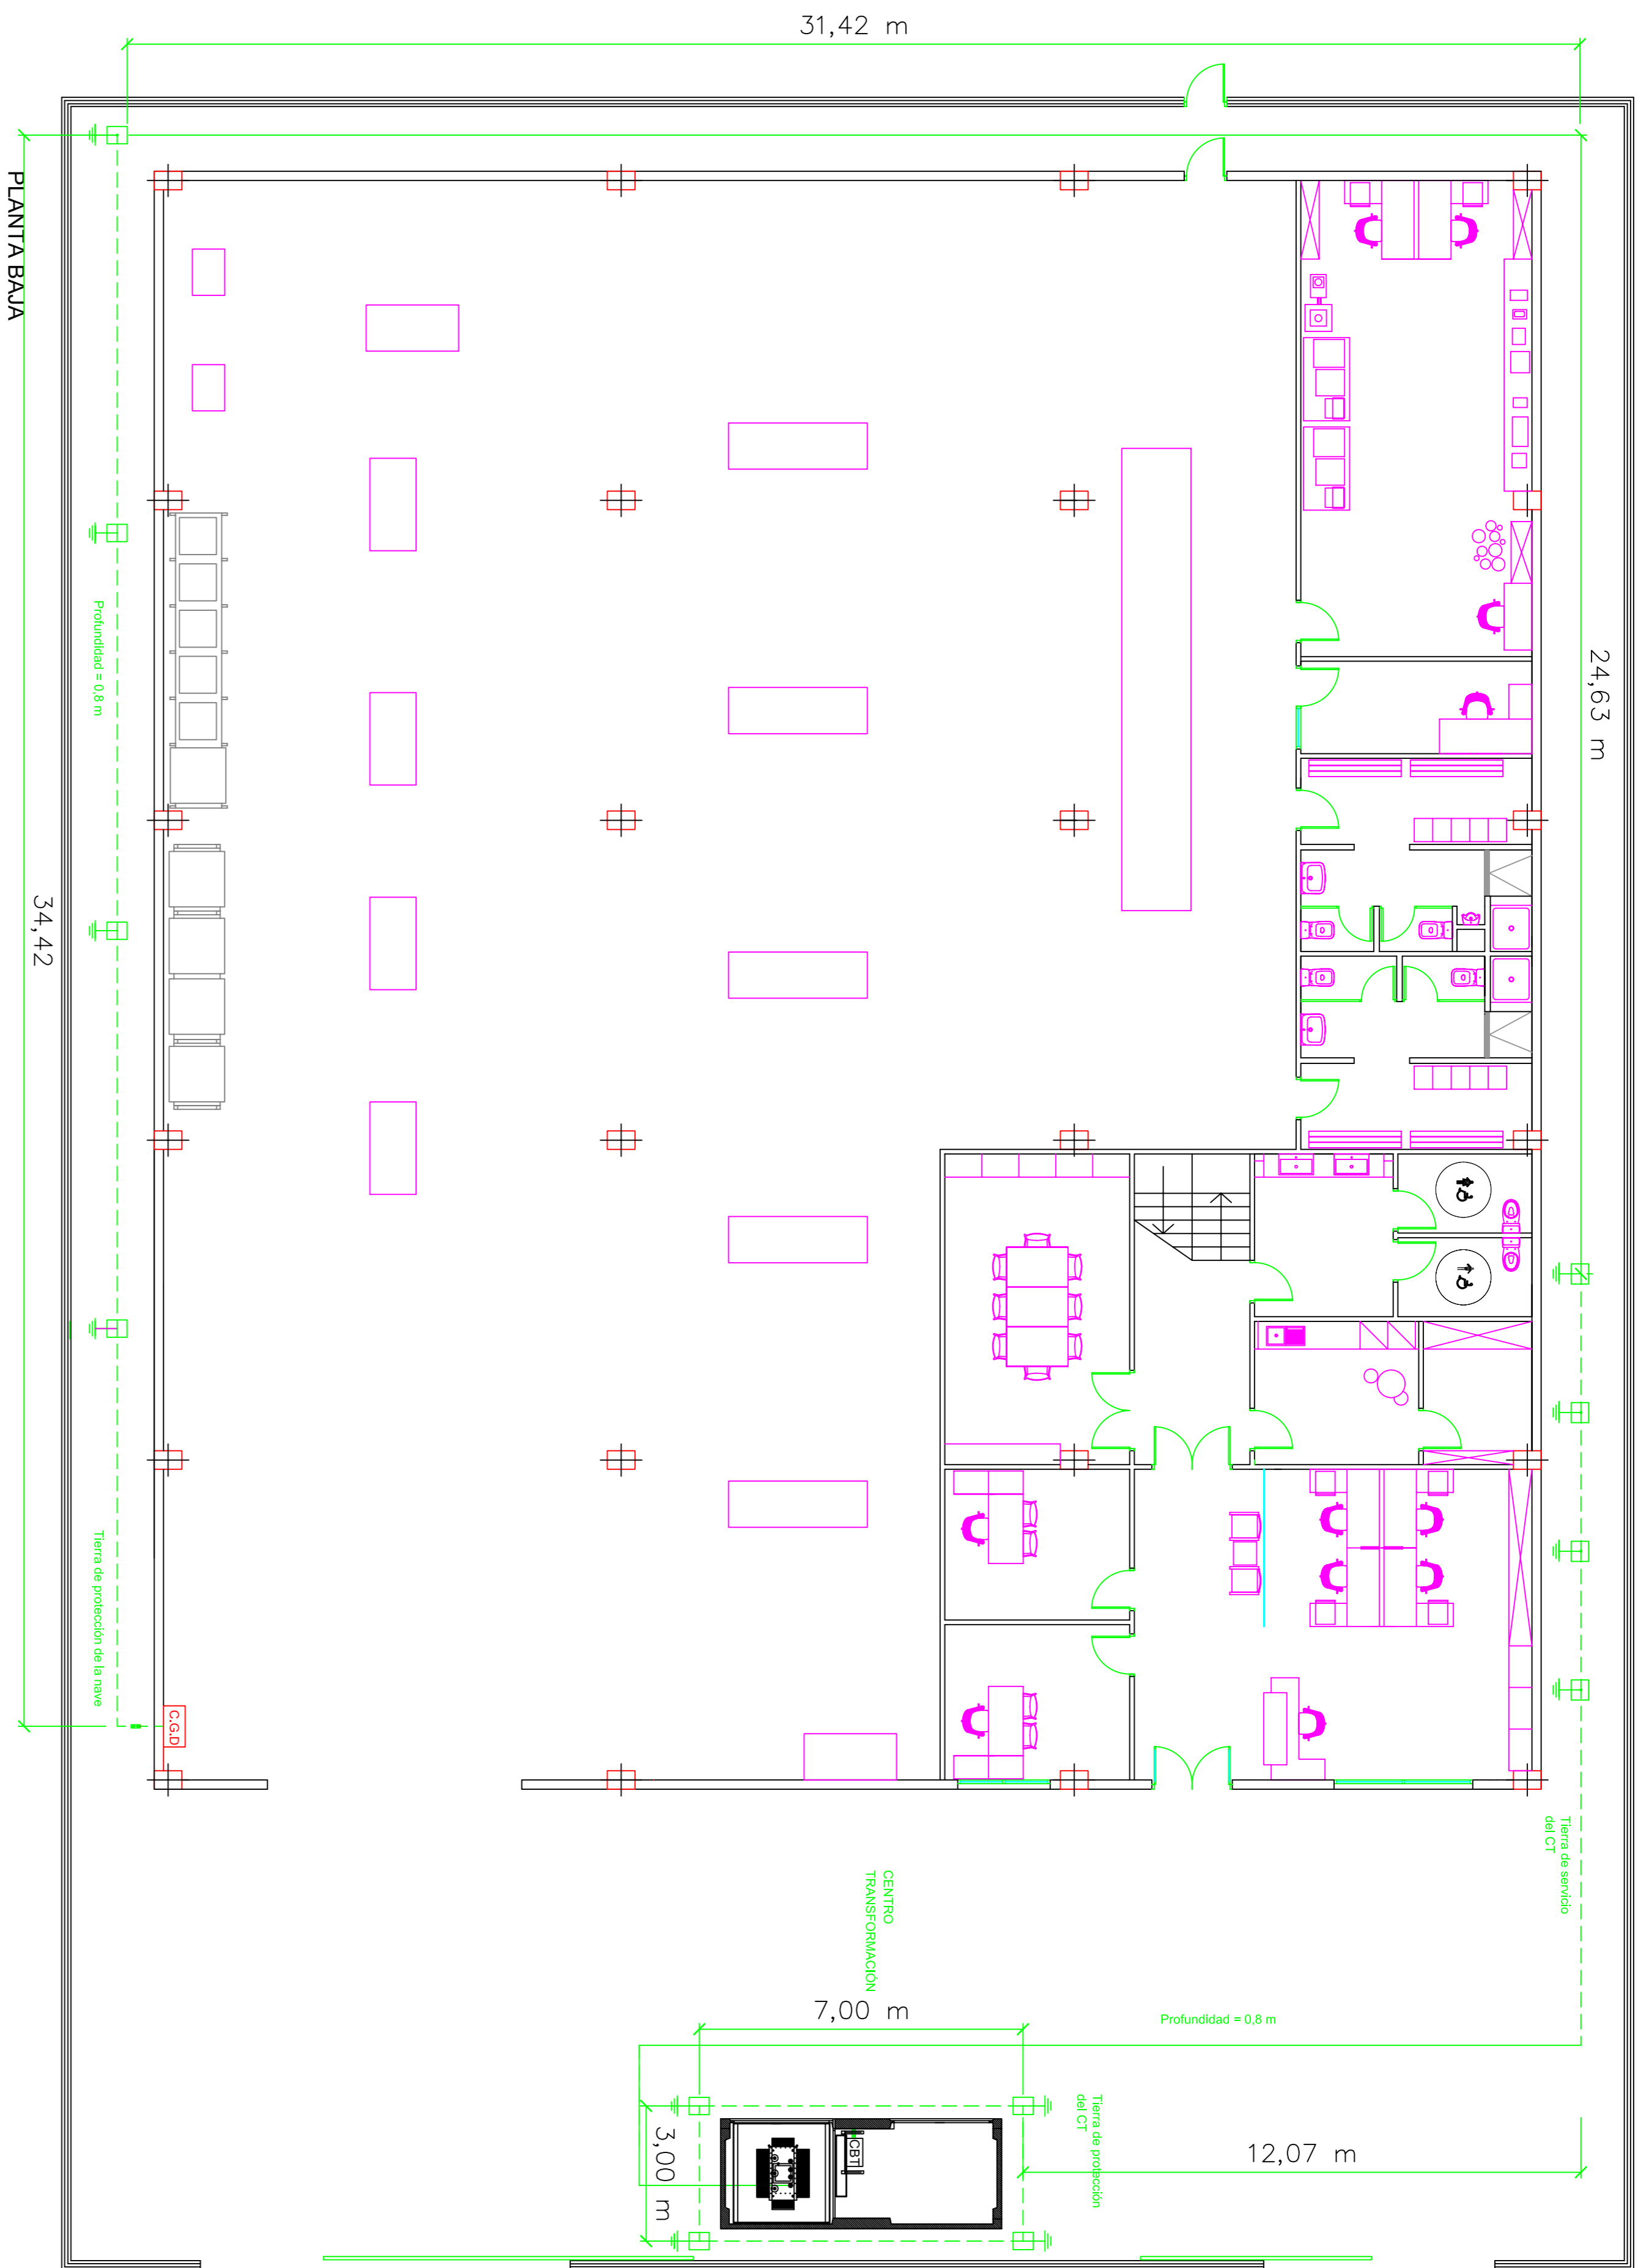 31,42 m
PLANTA BAJA
24,63 m
Profundidad = 0,8 m
34,42
Tierra de protección de la nave
C.G.D
Tierra de servicio
del CT
CENTRO
TRANSFORMACIÓN
7,00 m
Profundidad = 0,8 m
Tierra de protección
del CT
CBT
3,00 m
12,07 m